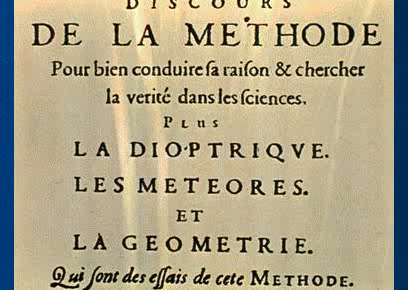 DISCOURS
DE LA METHODE
Pour bien conduire sa raison & chercher
la verité dans les sciences.
PLUS
LA DIOPTRIQVE.
LES METEORES.
ET
LA GEOMETRIE.
Qui sont des essais de cete METHODE.